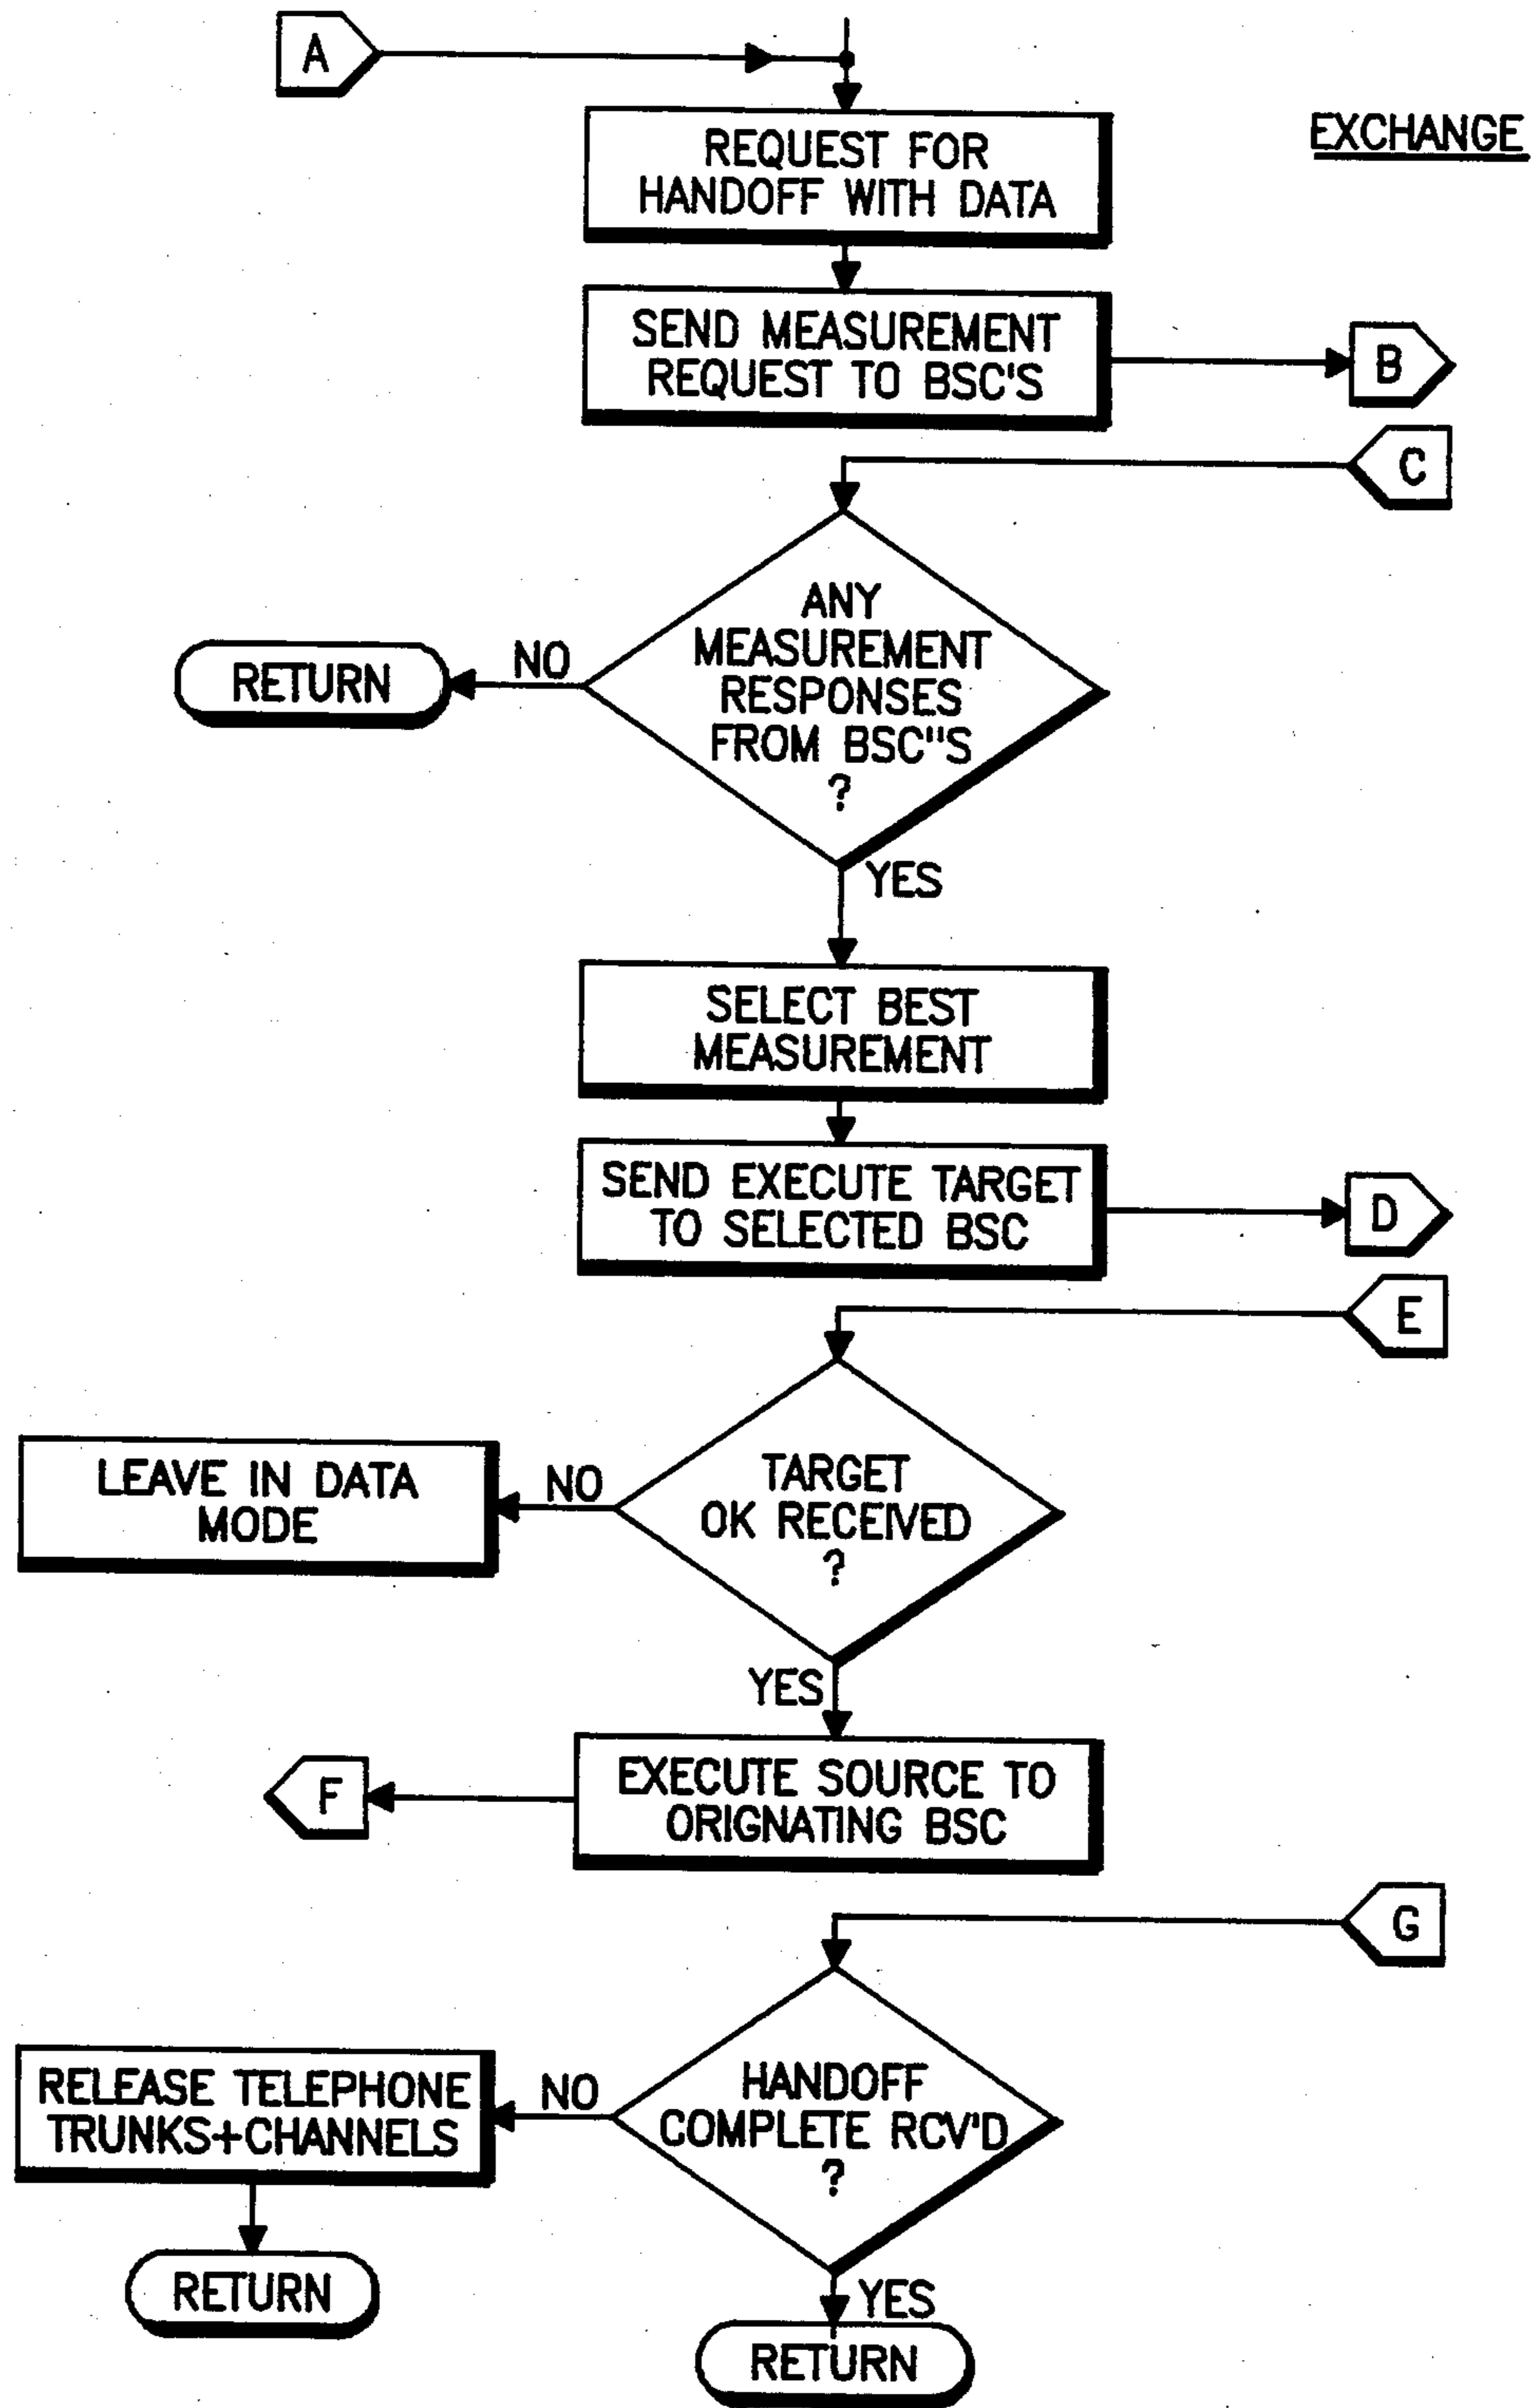 A
REQUEST FOR
HANDOFF WITH DATA
EXCHANGE
SEND MEASUREMENT
REQUEST TO BSC'S
B
C
ANY
MEASUREMENT
RESPONSES
FROM BSC"S
?
NO
RETURN
YES
SELECT BEST
MEASUREMENT
SEND EXECUTE TARGET
TO SELECTED BSC
D
E
TARGET
OK RECEIVED
?
NO
LEAVE IN DATA
MODE
YES
EXECUTE SOURCE TO
ORIGNATING BSC
F
G
HANDOFF
COMPLETE RCV'D
?
NO
RELEASE TELEPHONE
TRUNKS+CHANNELS
RETURN
YES
RETURN